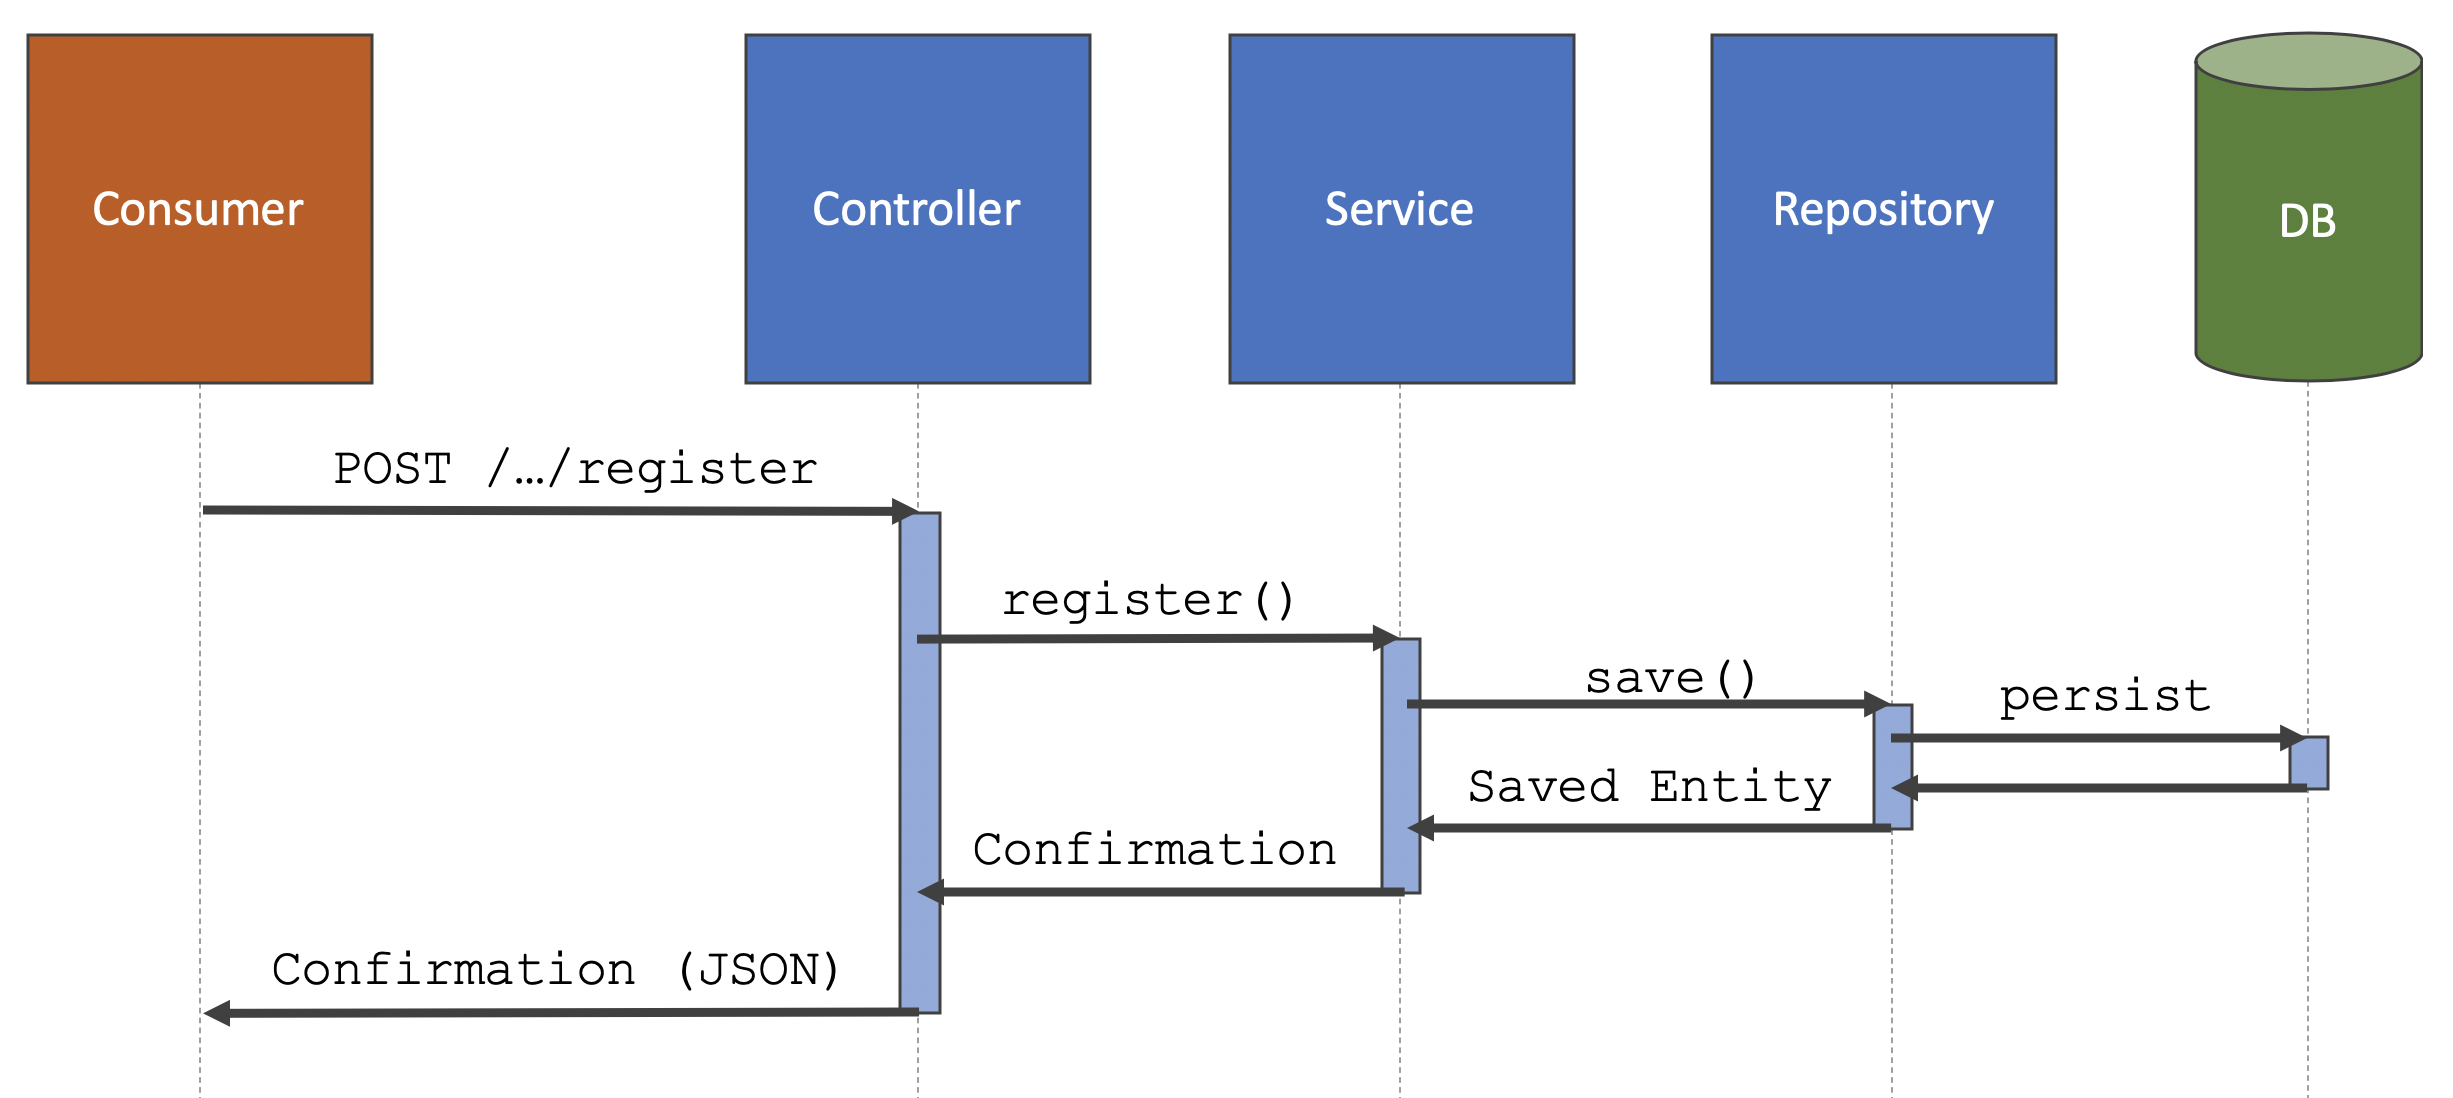 Consumer
Controller
Service
Repository
DB
POST /…/register
register()
save()
persist
Saved Entity
Confirmation
Confirmation (JSON)